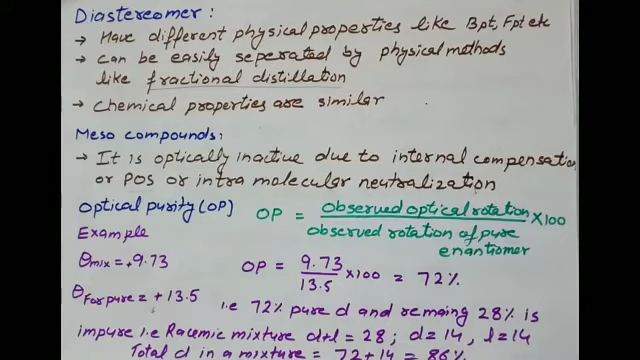 Diastereomer :
→ Have different physical properties like Bpt, Fpt etc
→ can be easily seperated by physical methods
like fractional distillation
→ chemical properties are similar
Meso compounds:
→ It is optically inactive due to internal compensation
or POS or intra molecular neutralization
Optical purity (OP)
OP = observed optical rotation / observed rotation of pure enantiomer × 100
Example
θmix = +9.73
OP = 9.73 / 13.5 × 100 = 72%
θFor pure = +13.5
i.e 72% pure d and remaing 28% is
impure i.e Racemic mixture d+l = 28 ; d = 14 , l = 14
Total d in a mixture = 72 + 14 = 86%